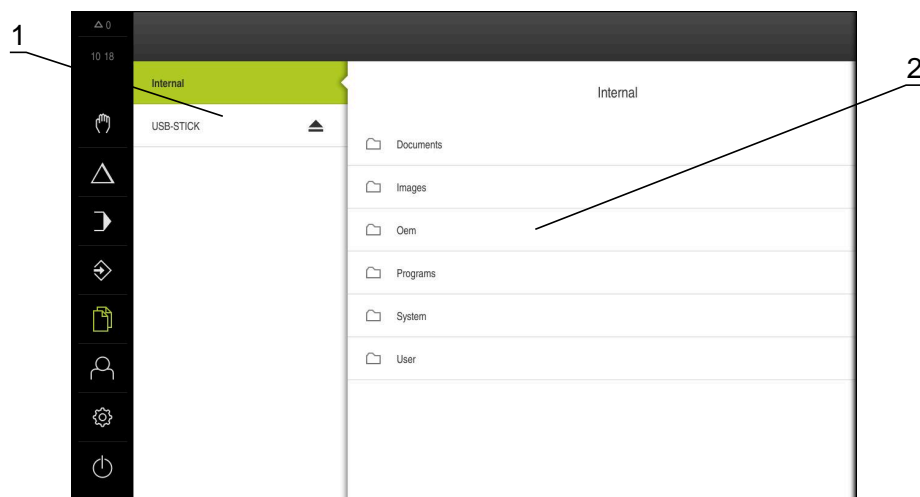 1
△ 0
10 18
2
Internal
Internal
USB-STICK
Documents
Images
Oem
Programs
System
User